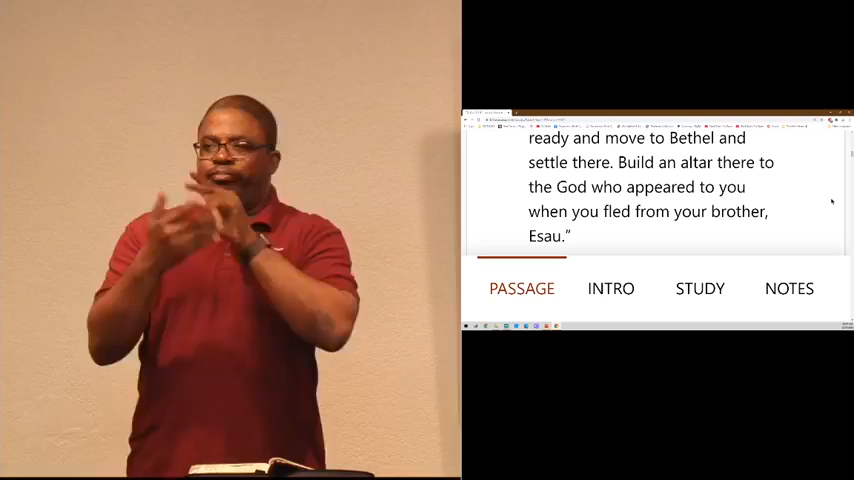 ready and move to Bethel and
settle there. Build an altar there to
the God who appeared to you
when you fled from your brother,
Esau.”
PASSAGE INTRO STUDY NOTES